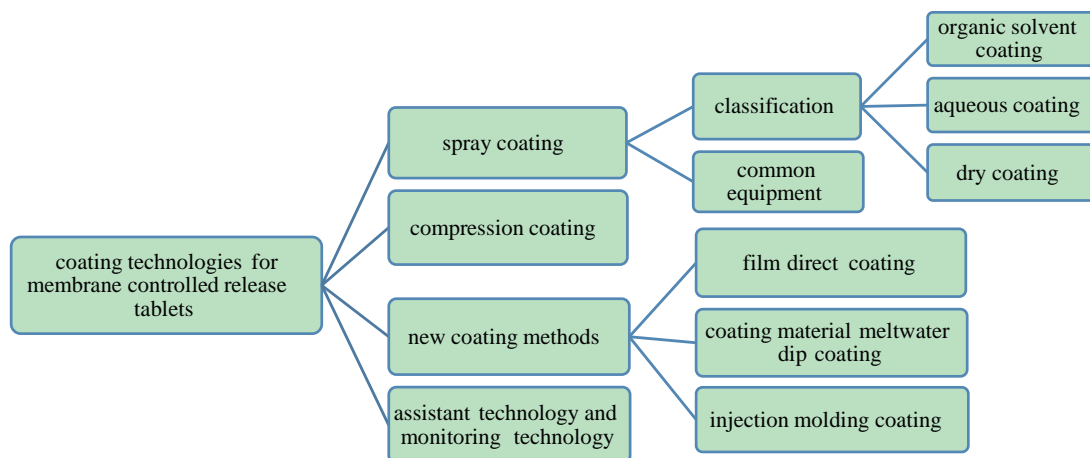 coating technologies for
membrane controlled release
tablets
spray coating
compression coating
new coating methods
assistant technology and
monitoring technology
classification
common
equipment
organic solvent
coating
aqueous coating
dry coating
film direct coating
coating material meltwater
dip coating
injection molding coating